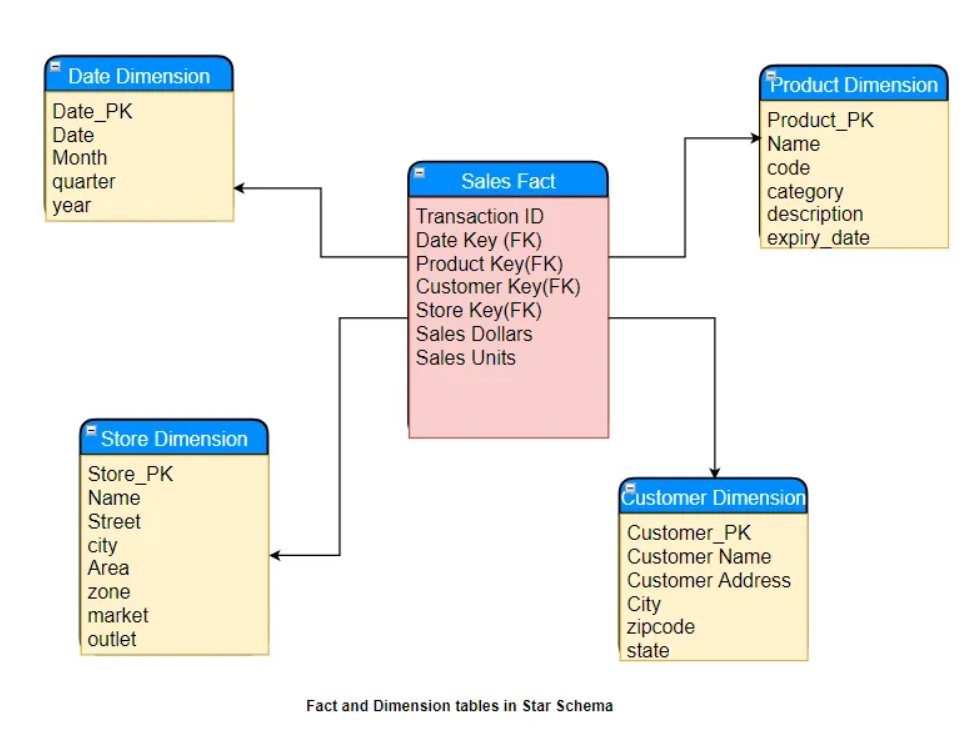 Date Dimension
Date_PK
Date
Month
quarter
year
Product Dimension
Product_PK
Name
code
category
description
expiry_date
Sales Fact
Transaction ID
Date Key (FK)
Product Key(FK)
Customer Key(FK)
Store Key(FK)
Sales Dollars
Sales Units
Store Dimension
Store_PK
Name
Street
city
Area
zone
market
outlet
Customer Dimension
Customer_PK
Customer Name
Customer Address
City
zipcode
state
Fact and Dimension tables in Star Schema